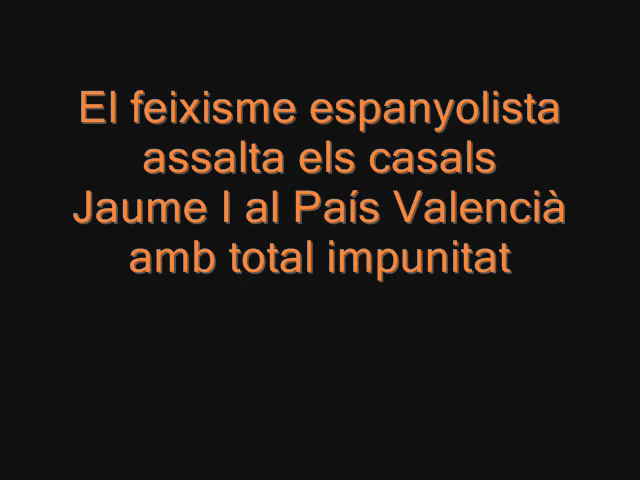 El feixisme espanyolista
assalta els casals
Jaume I al País Valencià
amb total impunitat